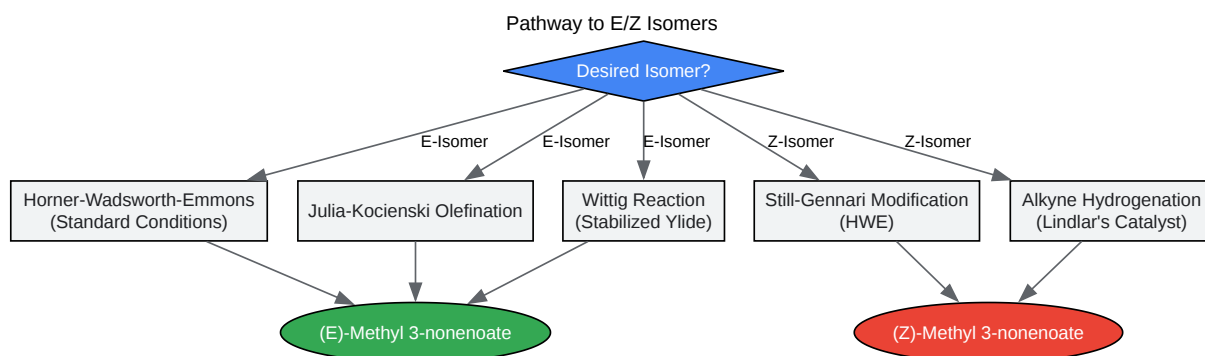 Pathway to E/Z Isomers
Desired Isomer?
E-Isomer
E-Isomer
E-Isomer
Z-Isomer
Z-Isomer
Horner-Wadsworth-Emmons
(Standard Conditions)
Julia-Kocienski Olefination
Wittig Reaction
(Stabilized Ylide)
Still-Gennari Modification
(HWE)
Alkyne Hydrogenation
(Lindlar's Catalyst)
(E)-Methyl 3-nonenoate
(Z)-Methyl 3-nonenoate